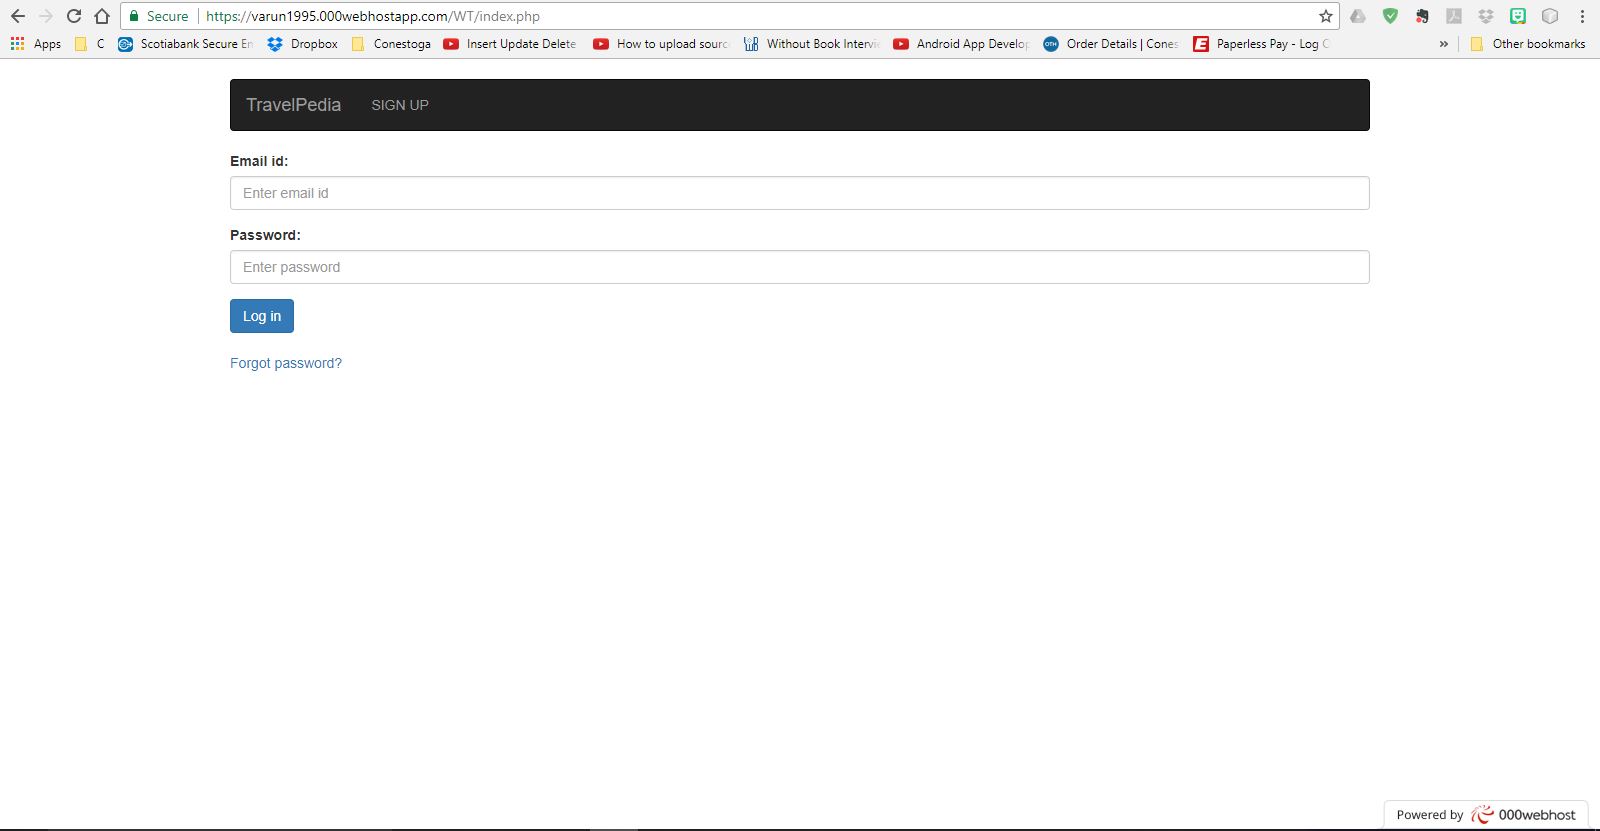 Secure https://varun1995.000webhostapp.com/WT/index.php
Apps C Scotiabank Secure En Dropbox Conestoga Insert Update Delete How to upload sourc Without Book Intervi Android App Develop OTH Order Details | Cones E Paperless Pay - Log » Other bookmarks
TravelPedia SIGN UP
Email id:
Enter email id
Password:
Enter password
Log in
Forgot password?
Powered by 000webhost